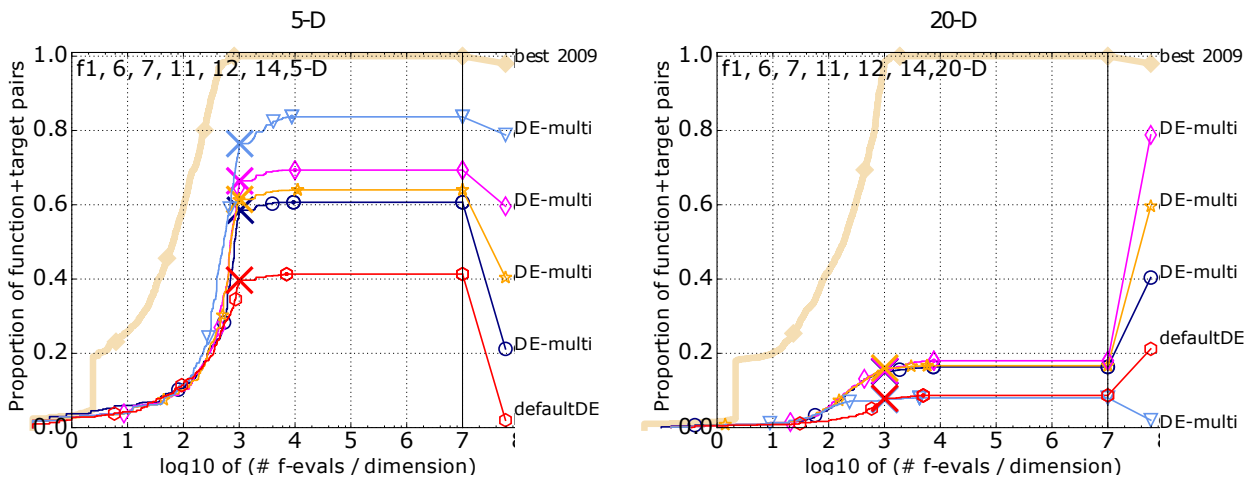 5-D
1.0
f1, 6, 7, 11, 12, 14,5-D
best 2009
0.8
DE-multi
0.6
DE-multi
0.4
DE-multi
0.2
DE-multi
0.0
defaultDE
0 1 2 3 4 5 6 7 8
log10 of (# f-evals / dimension)
Proportion of function+target pairs
20-D
1.0
f1, 6, 7, 11, 12, 14,20-D
best 2009
0.8
DE-multi
0.6
DE-multi
0.4
DE-multi
0.2
defaultDE
0.0
DE-multi
0 1 2 3 4 5 6 7 8
log10 of (# f-evals / dimension)
Proportion of function+target pairs